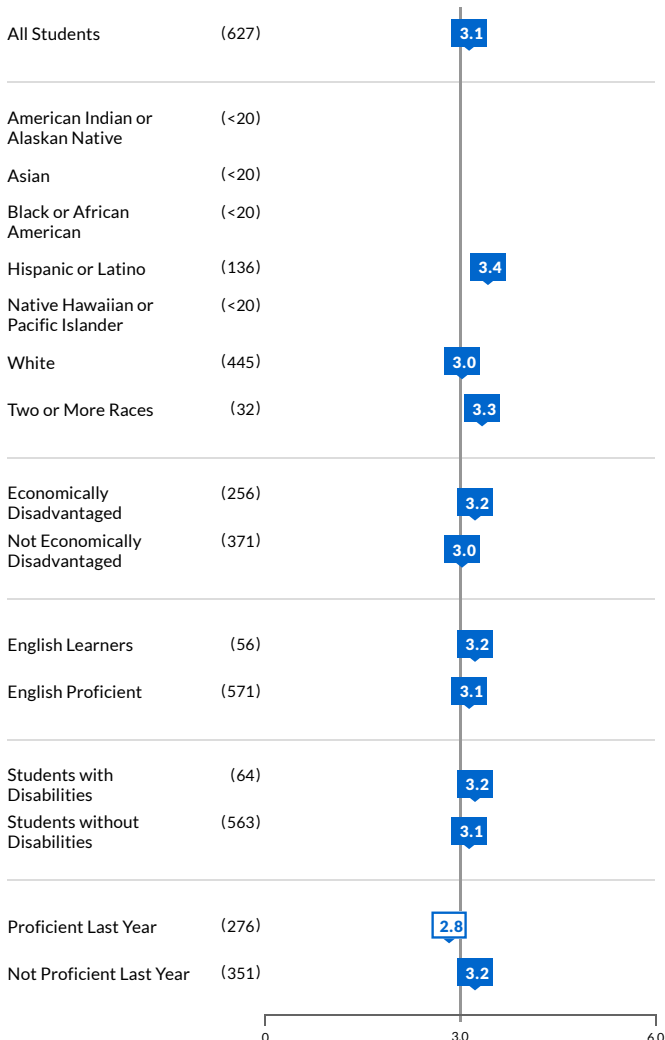 All Students (627) 3.1
American Indian or (<20)
Alaskan Native
Asian (<20)
Black or African (<20)
American
Hispanic or Latino (136) 3.4
Native Hawaiian or (<20)
Pacific Islander
White (445) 3.0
Two or More Races (32) 3.3
Economically (256) 3.2
Disadvantaged
Not Economically (371) 3.0
Disadvantaged
English Learners (56) 3.2
English Proficient (571) 3.1
Students with (64) 3.2
Disabilities
Students without (563) 3.1
Disabilities
Proficient Last Year (276) 2.8
Not Proficient Last Year (351) 3.2
0 3.0 6.0